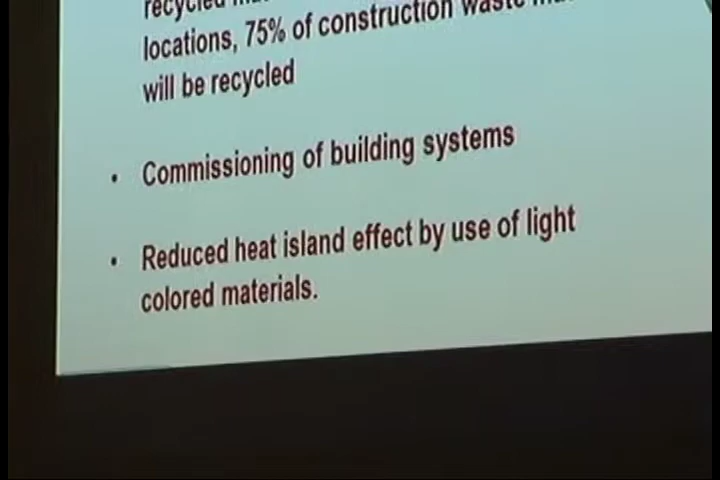 recycled
locations, 75% of construction waste
will be recycled
• Commissioning of building systems
• Reduced heat island effect by use of light
colored materials.